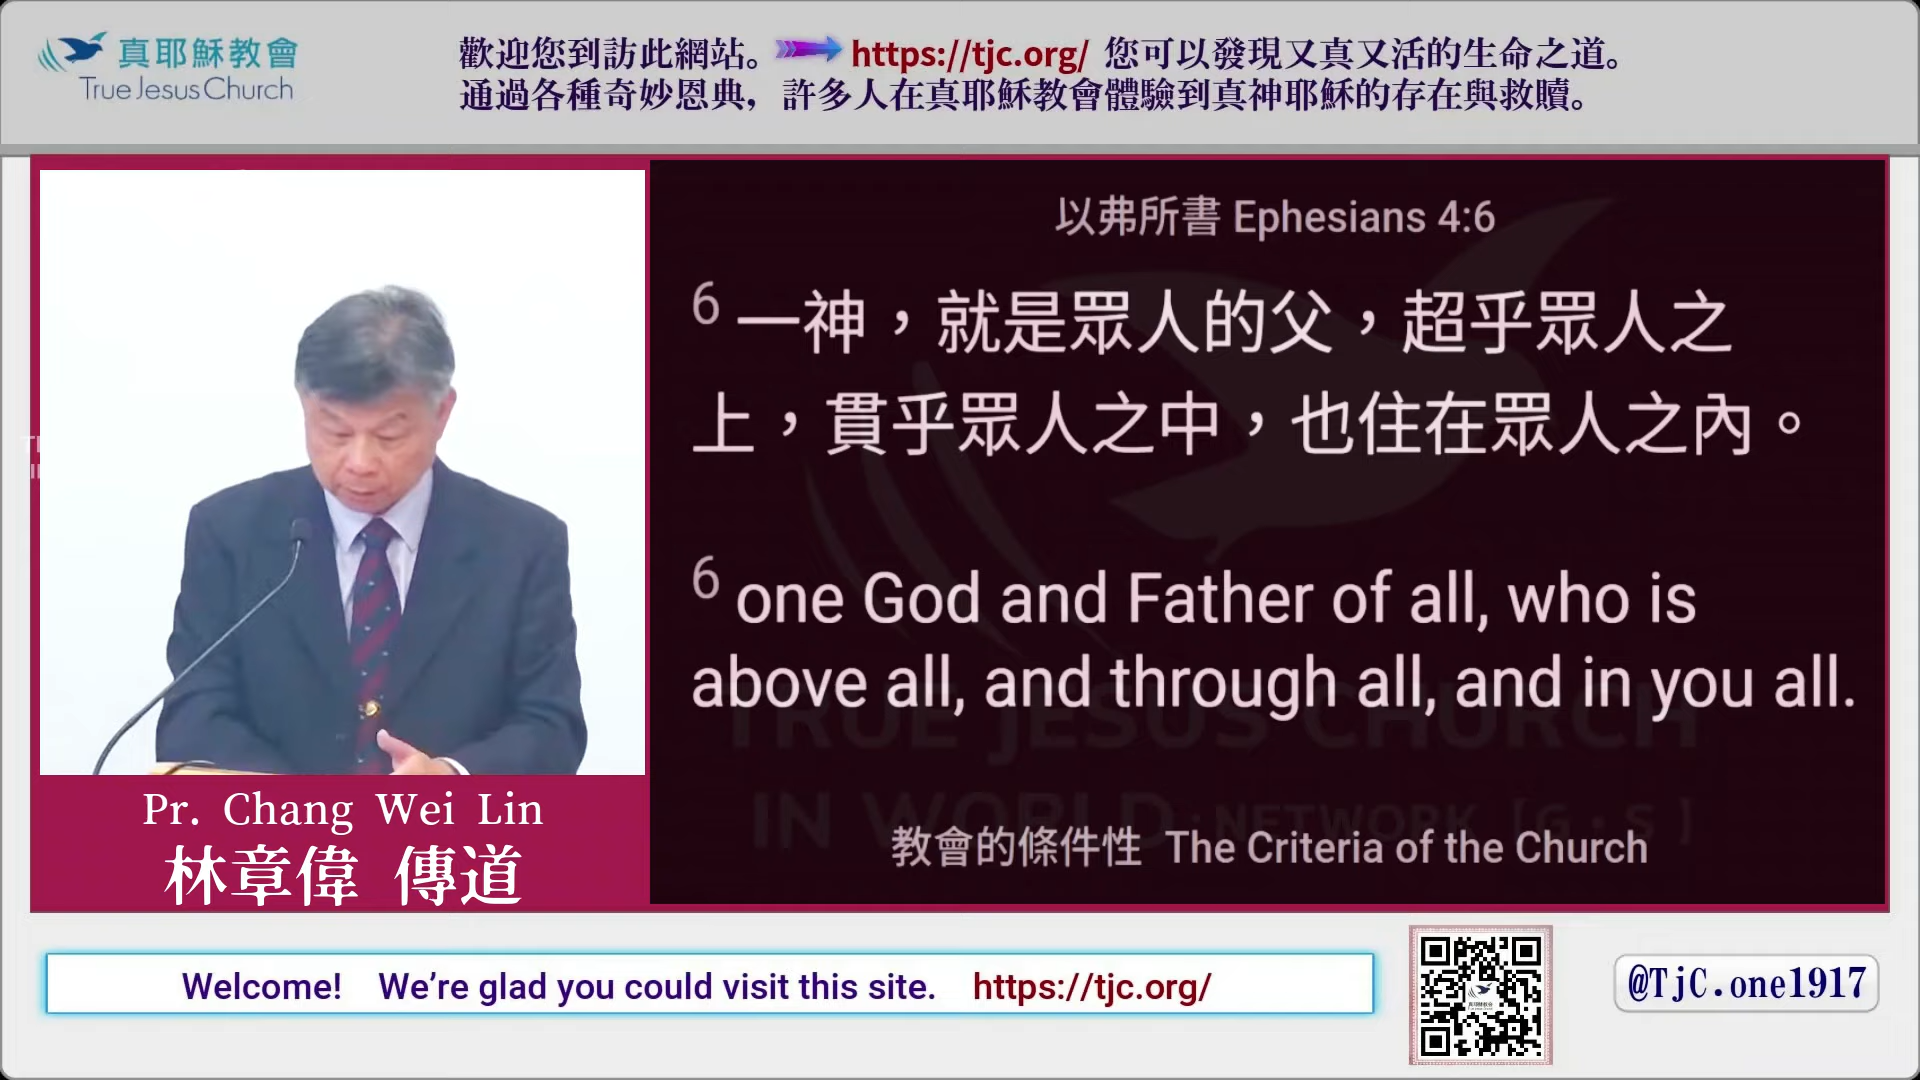 真耶穌教會
True Jesus Church
歡迎您到訪此網站。 https://tjc.org/ 您可以發現又真又活的生命之道。
通過各種奇妙恩典，許多人在真耶穌教會體驗到真神耶穌的存在與救贖。
以弗所書 Ephesians 4:6
6 一神，就是眾人的父，超乎眾人之
上，貫乎眾人之中，也住在眾人之內。
6 one God and Father of all, who is
above all, and through all, and in you all.
TRUE JESUS CHURCH
IN WORLD · NETWORK [G · S]
教會的條件性 The Criteria of the Church
Pr. Chang Wei Lin
林章偉 傳道
Welcome! We’re glad you could visit this site. https://tjc.org/
@TjC.one1917